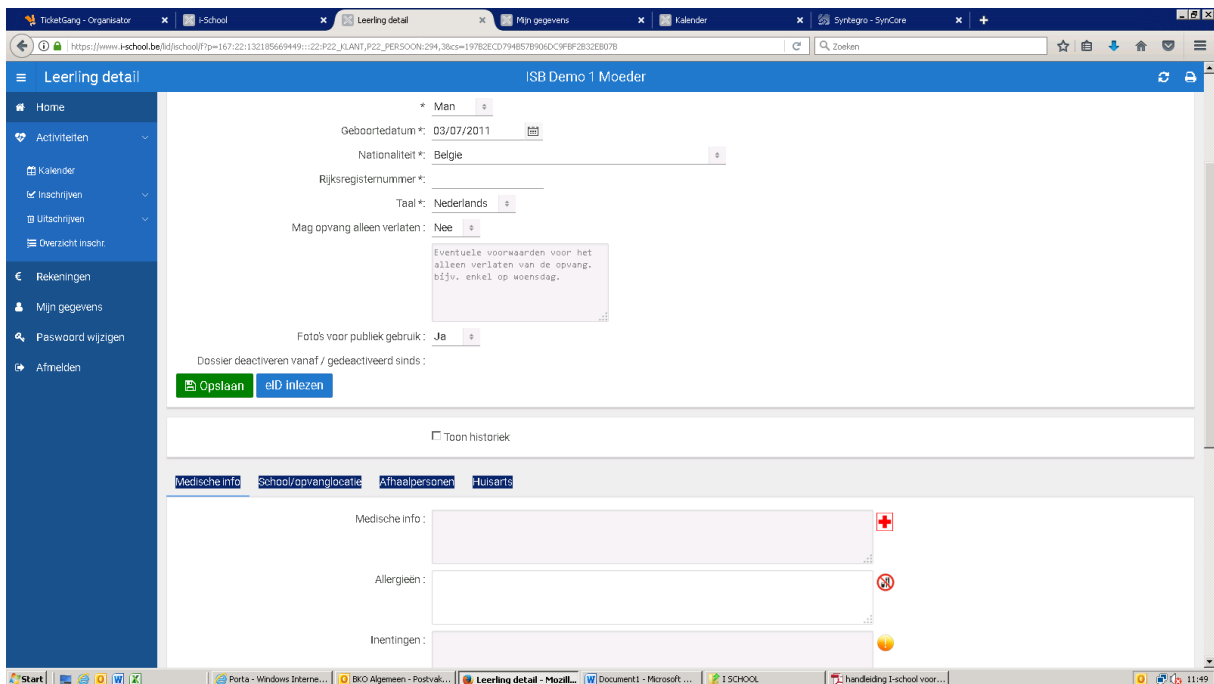 TicketGang - Organisator
i-School
Leerling detail
Mijn gegevens
Kalender
Syntegro - SynCore
https://www.i-school.be/lid/ischool/f?p=167:22:132185669449::::22:P22_KLANT,P22_PERSOON:294,3&cs=197B2ECD794B57B906DC9FBF2B32EB07B
Zoeken
Leerling detail
ISB Demo 1 Moeder
Home
Activiteiten
Kalender
Inschrijven
Uitschrijven
Overzicht inschr.
€ Rekeningen
Mijn gegevens
Paswoord wijzigen
Afmelden
* Man
Geboortedatum *: 03/07/2011
Nationaliteit *: Belgie
Rijksregisternummer *:
Taal *: Nederlands
Mag opvang alleen verlaten : Nee
Eventuele voorwaarden voor het
alleen verlaten van de opvang.
bijv. enkel op woensdag.
Foto's voor publiek gebruik : Ja
Dossier deactiveren vanaf / gedeactiveerd sinds :
Opslaan eID inlezen
Toon historiek
Medische info School/opvanglocatie Afhaalpersonen Huisarts
Medische info :
Allergieën :
Inentingen :
Start
Porta - Windows Interne...
BKO Algemeen - Postvak...
Leerling detail - Mozill...
Document1 - Microsoft ...
I SCHOOL
handleiding I-school voor...
11:49